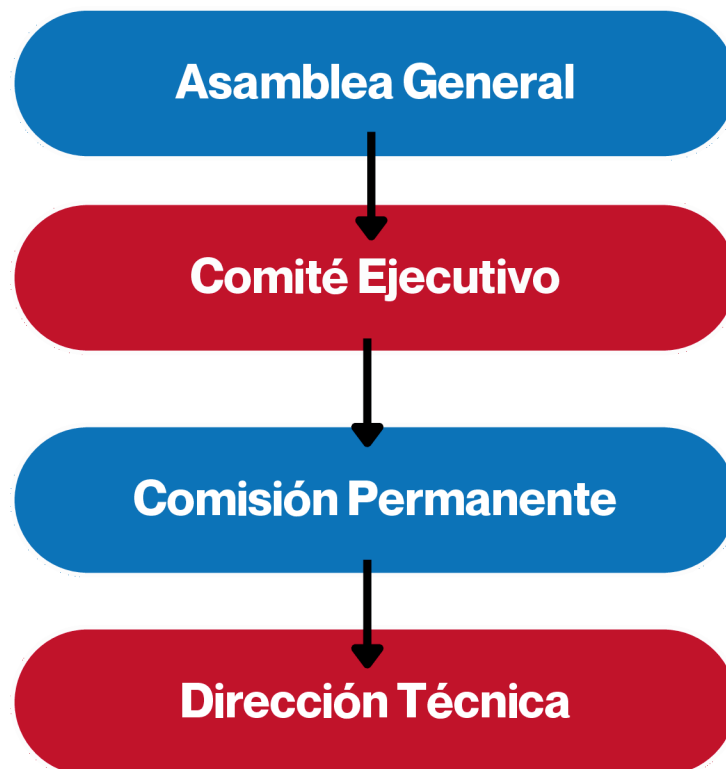 Asamblea General
Comité Ejecutivo
Comisión Permanente
Dirección Técnica